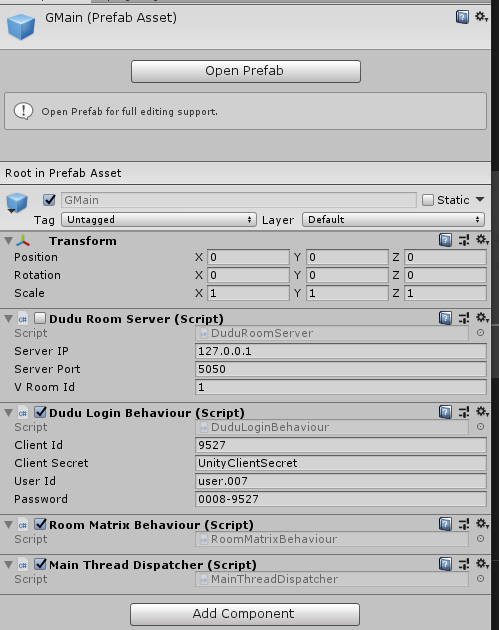 GMain (Prefab Asset)
Open Prefab
Open Prefab for full editing support.
Root in Prefab Asset
GMain Static
Tag Untagged Layer Default
Transform
Position X 0 Y 0 Z 0
Rotation X 0 Y 0 Z 0
Scale X 1 Y 1 Z 1
Dudu Room Server (Script)
Script DuduRoomServer
Server IP 127.0.0.1
Server Port 5050
V Room Id 1
Dudu Login Behaviour (Script)
Script DuduLoginBehaviour
Client Id 9527
Client Secret UnityClientSecret
User Id user.007
Password 0008-9527
Room Matrix Behaviour (Script)
Script RoomMatrixBehaviour
Main Thread Dispatcher (Script)
Script MainThreadDispatcher
Add Component